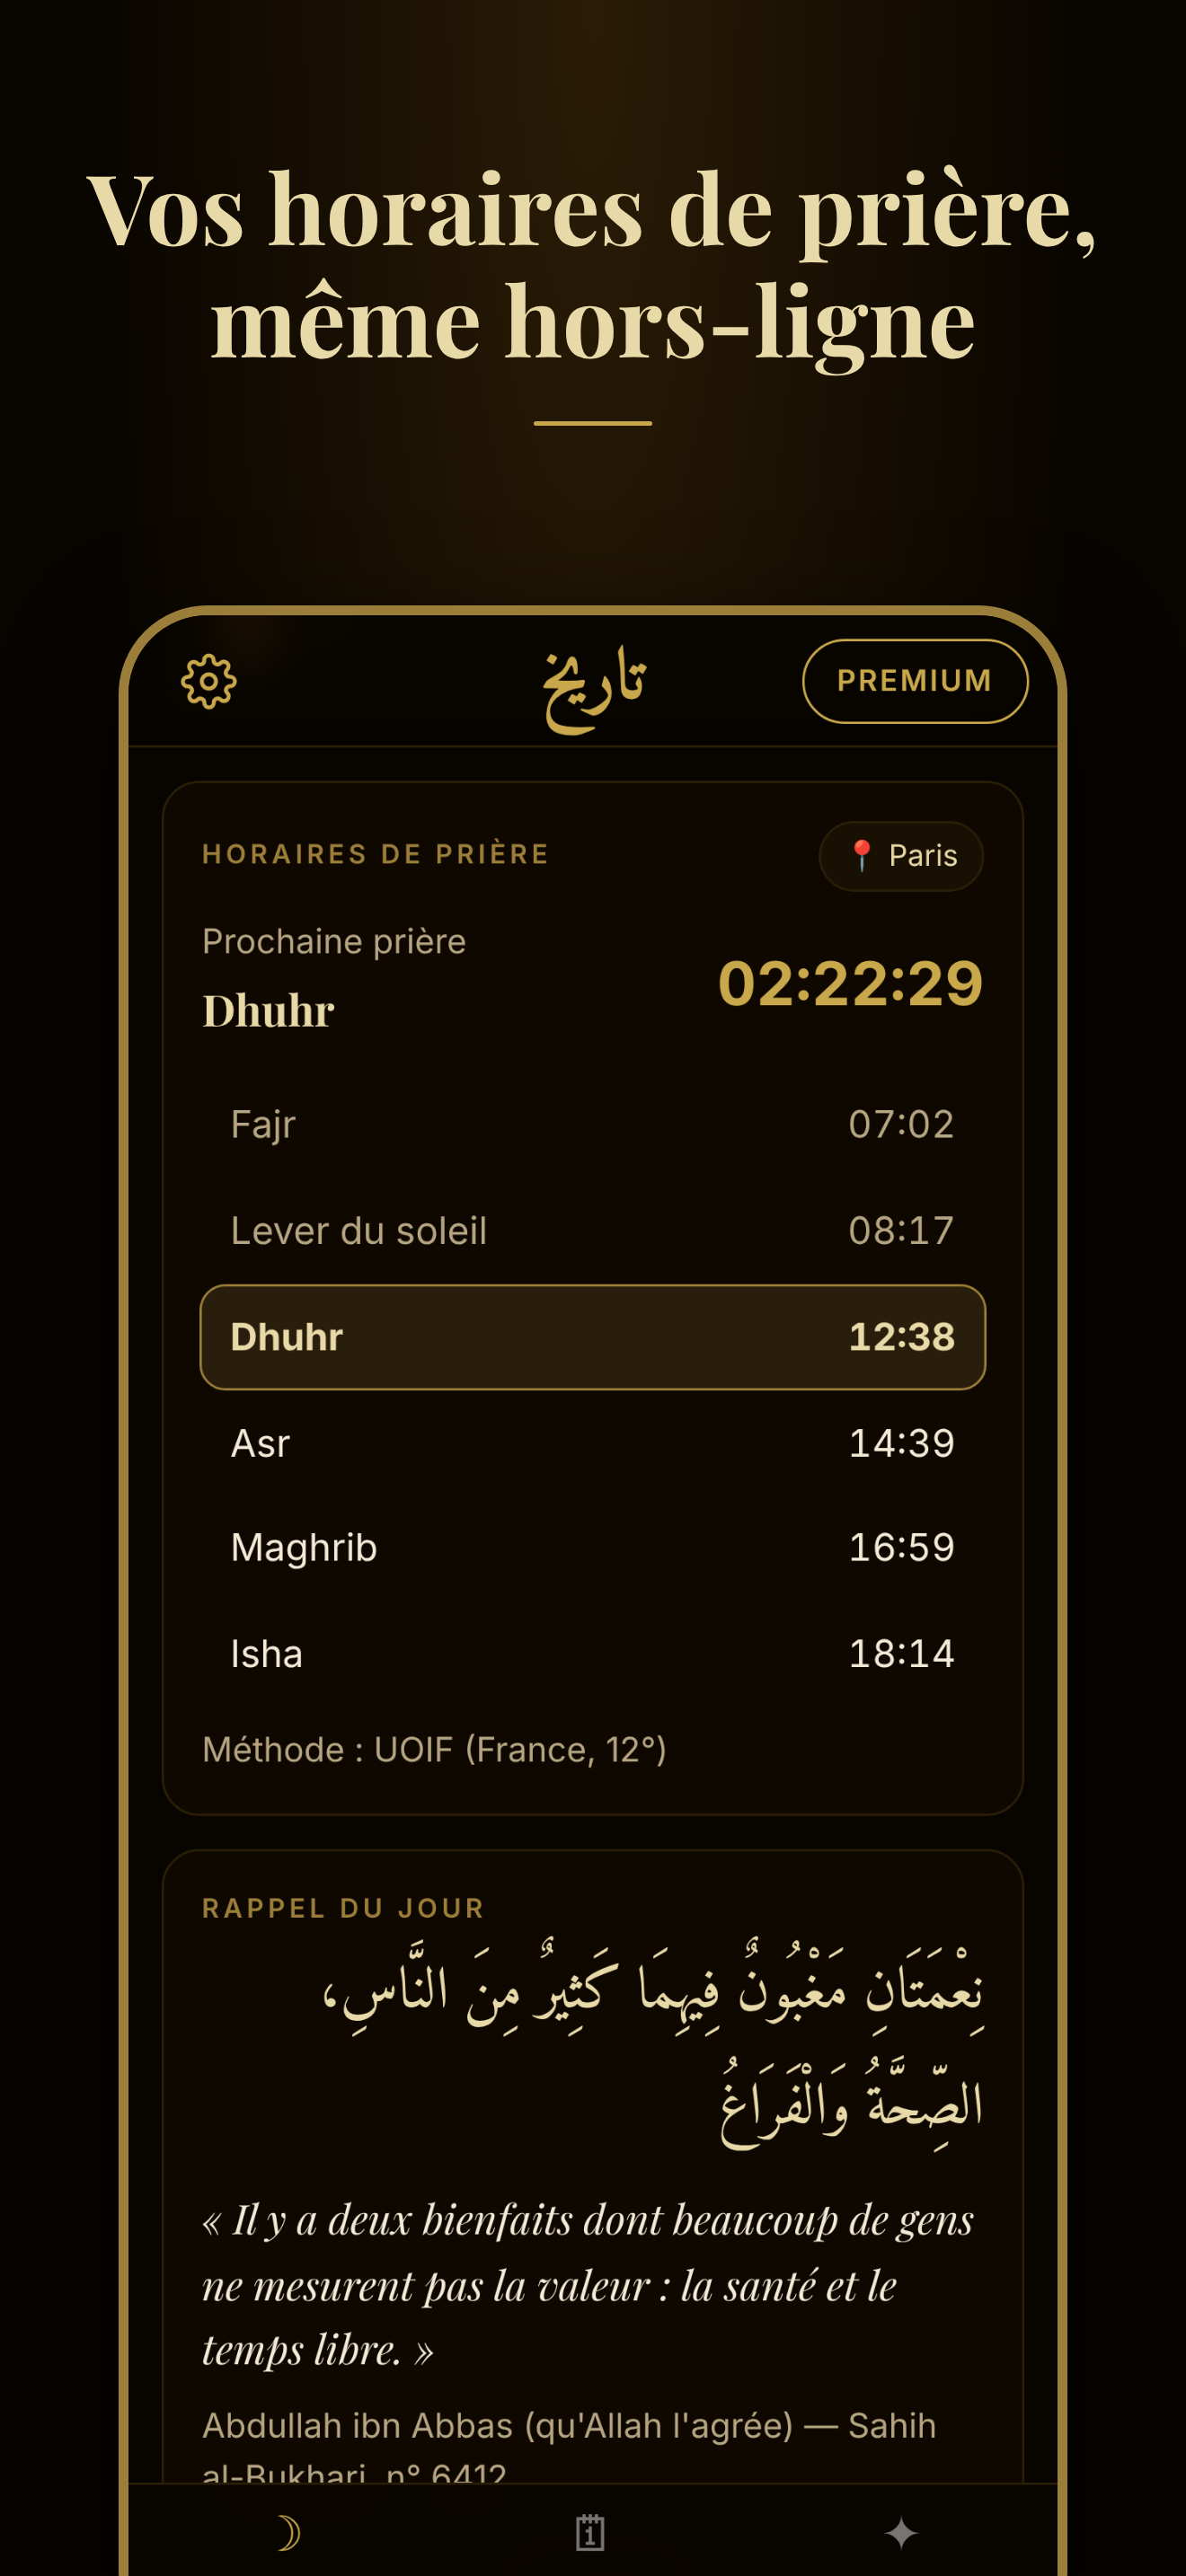 Vos horaires de prière,
même hors-ligne
تاريخ
PREMIUM
HORAIRES DE PRIÈRE
Paris
Prochaine prière
Dhuhr
02:22:29
Fajr 07:02
Lever du soleil 08:17
Dhuhr 12:38
Asr 14:39
Maghrib 16:59
Isha 18:14
Méthode : UOIF (France, 12°)
RAPPEL DU JOUR
نِعْمَتَانِ مَغْبُونٌ فِيهِمَا كَثِيرٌ مِنَ النَّاسِ،
الصِّحَّةُ وَالْفَرَاغُ
« Il y a deux bienfaits dont beaucoup de gens
ne mesurent pas la valeur : la santé et le
temps libre. »
Abdullah ibn Abbas (qu'Allah l'agrée) — Sahih
al-Bukhari, n° 6412